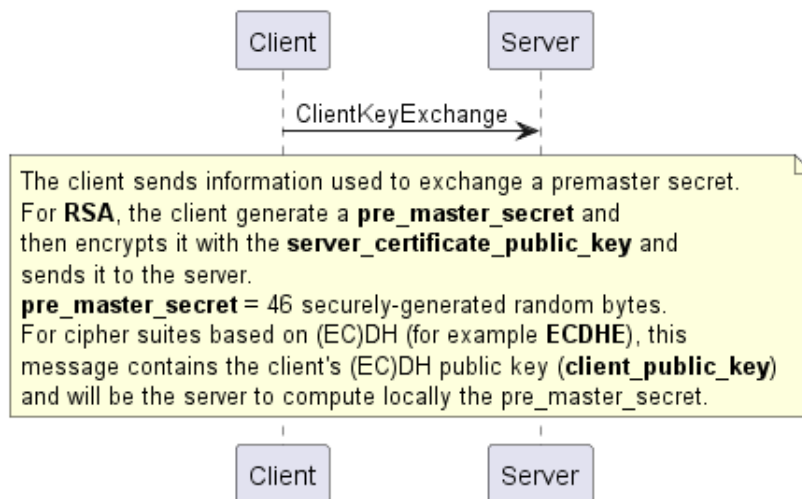 Client
Server
ClientKeyExchange
The client sends information used to exchange a premaster secret.
For RSA, the client generate a pre_master_secret and
then encrypts it with the server_certificate_public_key and
sends it to the server.
pre_master_secret = 46 securely-generated random bytes.
For cipher suites based on (EC)DH (for example ECDHE), this
message contains the client's (EC)DH public key (client_public_key)
and will be the server to compute locally the pre_master_secret.
Client
Server